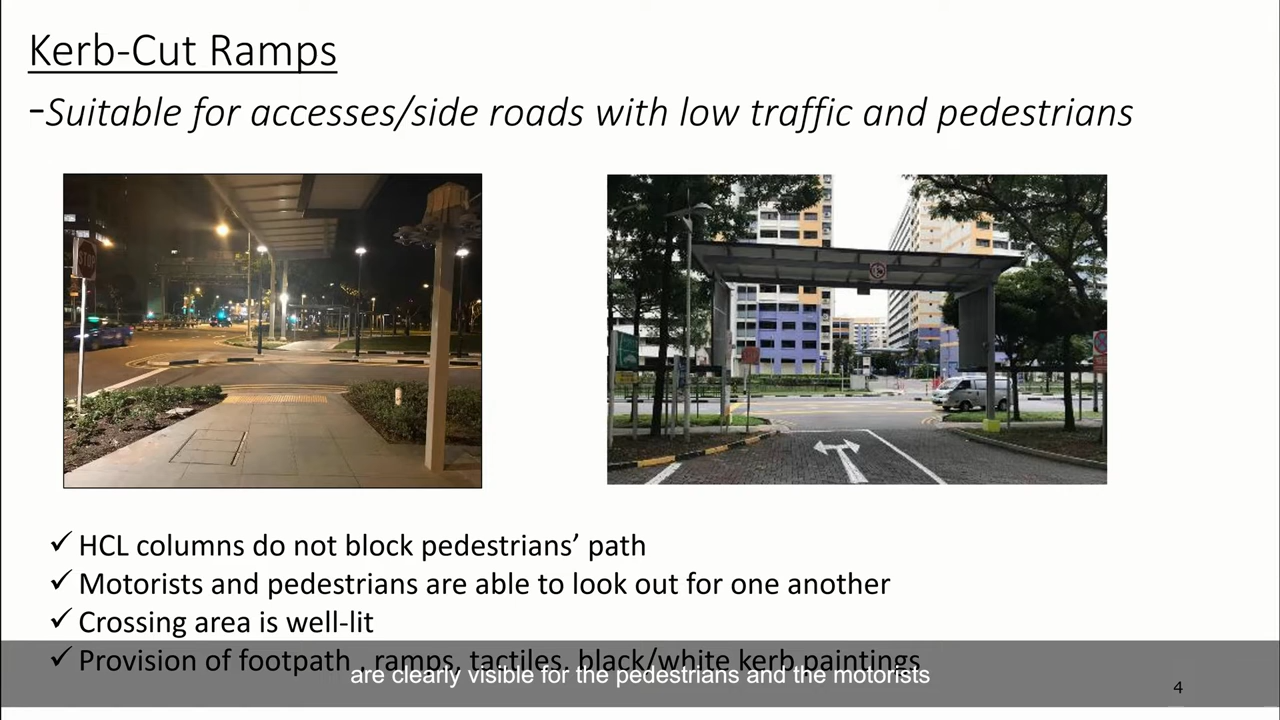 Kerb-Cut Ramps
-Suitable for accesses/side roads with low traffic and pedestrians
STOP
✓ HCL columns do not block pedestrians’ path
✓ Motorists and pedestrians are able to look out for one another
✓ Crossing area is well-lit
✓ Provision of footpath , ramps, tactiles, black/white kerb paintings
are clearly visible for the pedestrians and the motorists
4